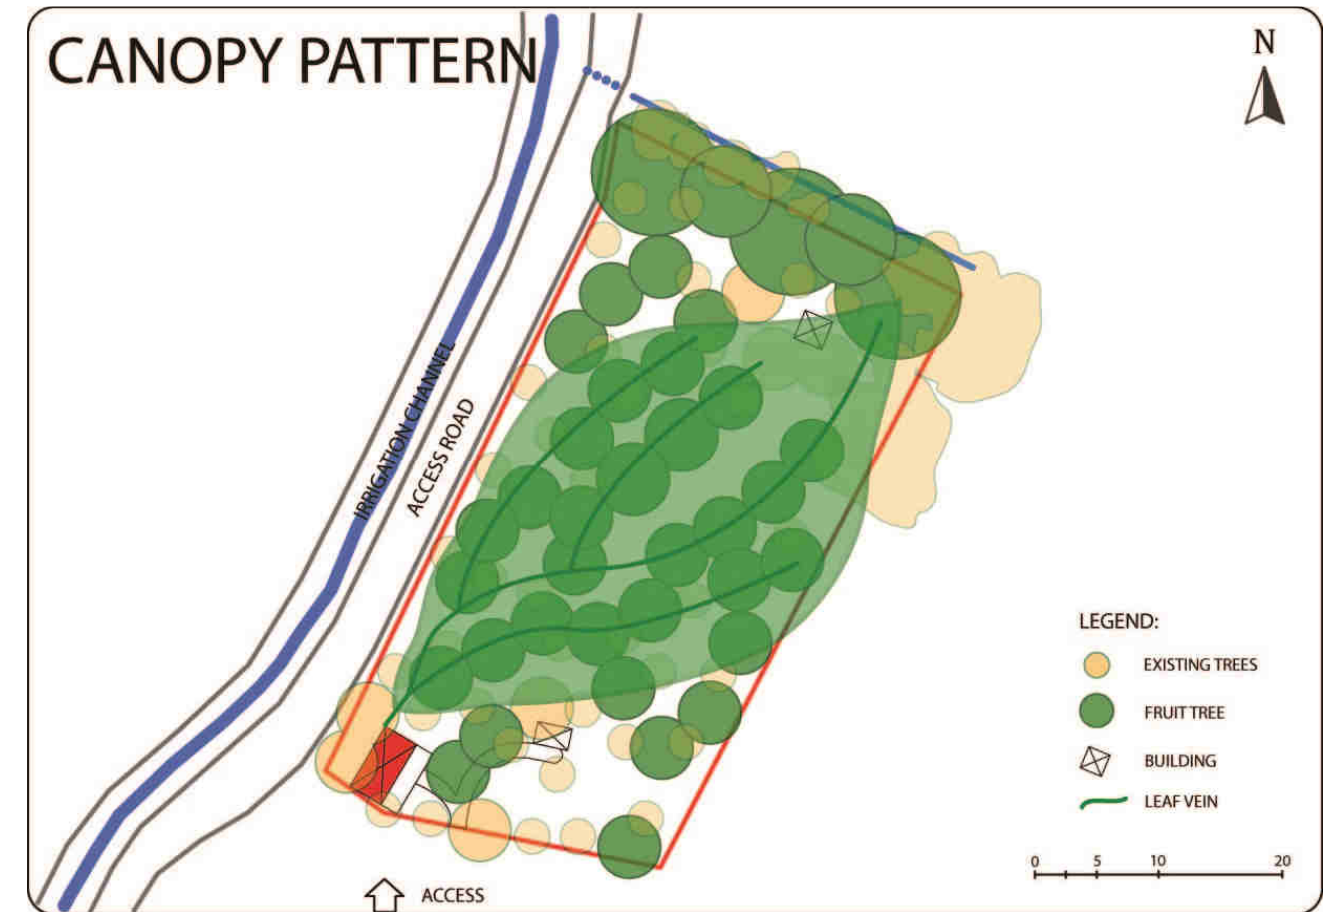 CANOPY PATTERN
N
IRRIGATION CHANNEL
ACCESS ROAD
LEGEND:
EXISTING TREES
FRUIT TREE
BUILDING
LEAF VEIN
0 5 10 20
ACCESS